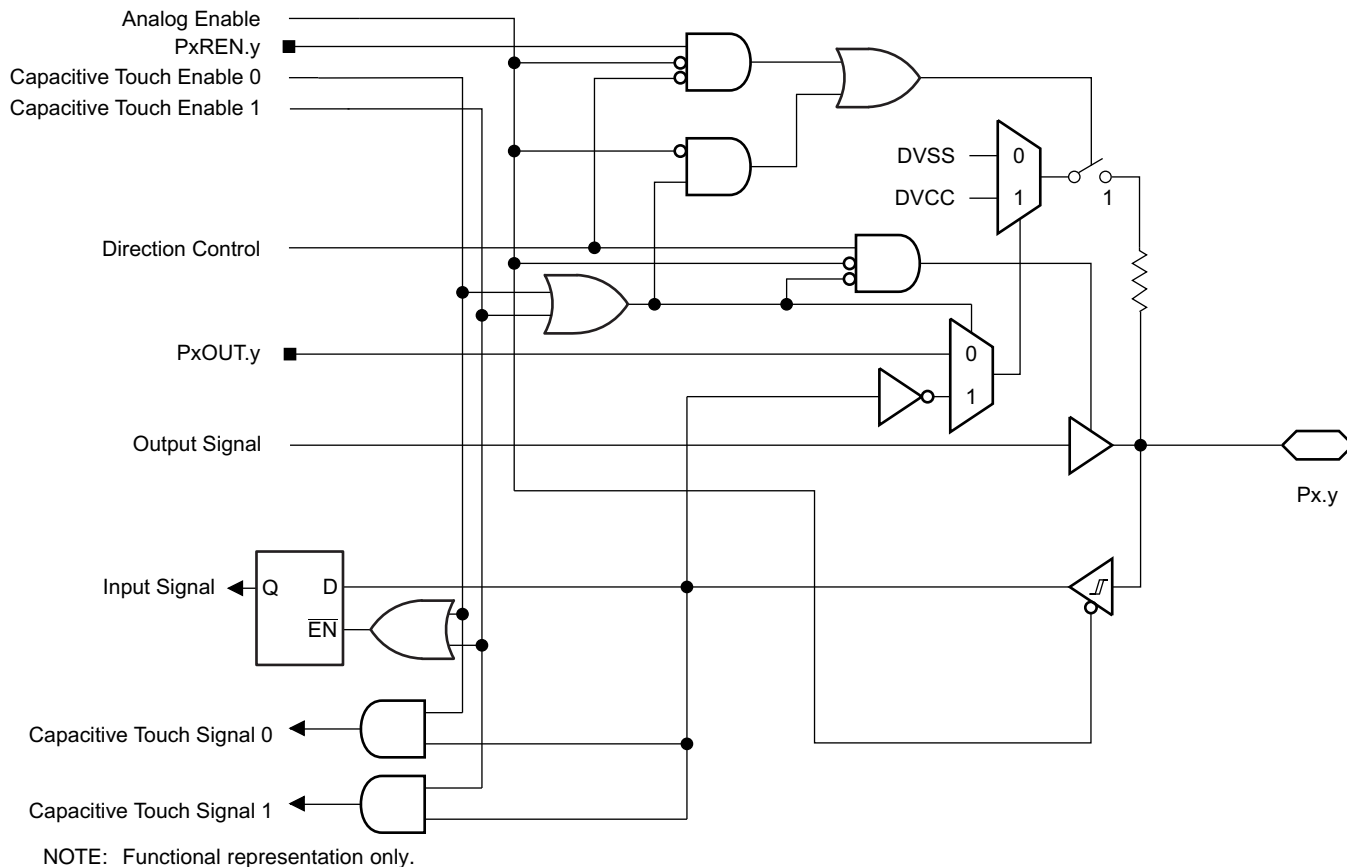 Analog Enable
PxREN.y
Capacitive Touch Enable 0
Capacitive Touch Enable 1
DVSS
0
DVCC
1
1
Direction Control
PxOUT.y
0
1
Output Signal
Px.y
Input Signal
Q
D
EN
Capacitive Touch Signal 0
Capacitive Touch Signal 1
NOTE: Functional representation only.